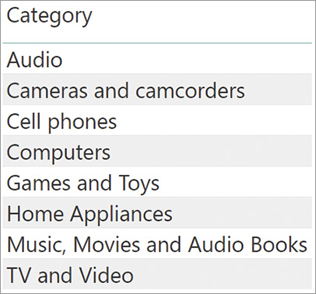 Category
Audio
Cameras and camcorders
Cell phones
Computers
Games and Toys
Home Appliances
Music, Movies and Audio Books
TV and Video